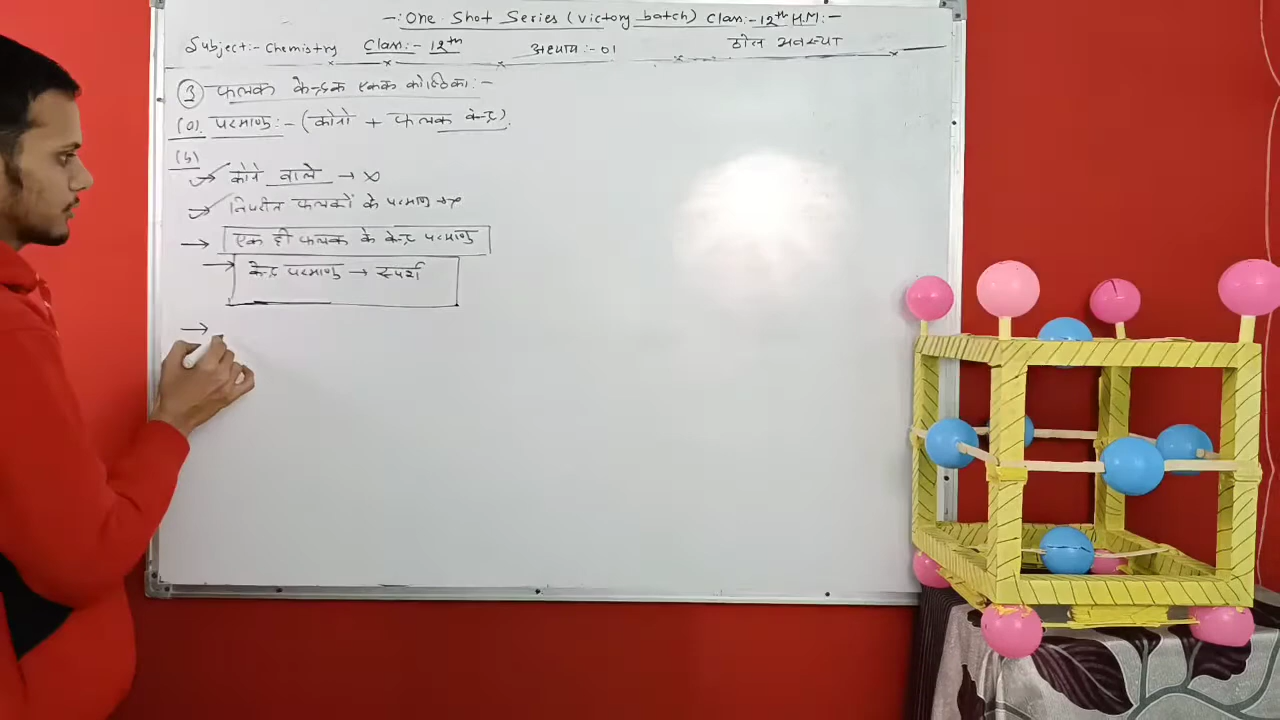 -: One Shot Series (victory batch) Class:- 12th H.M:-
Subject:- Chemistry Class:- 12th अध्याय:- 01 ठोस अवस्था
③ फलक केन्द्रक एकक कोष्ठिका:-
(a). परमाणु:- (कोनो + फलक केन्द्र).
(b)
→ कोने वाले → ×
→ विपरीत फलकों के परमाणु → ×
→ एक ही फलक के केन्द्र परमाणु
→ केन्द्र परमाणु → स्पर्श
→